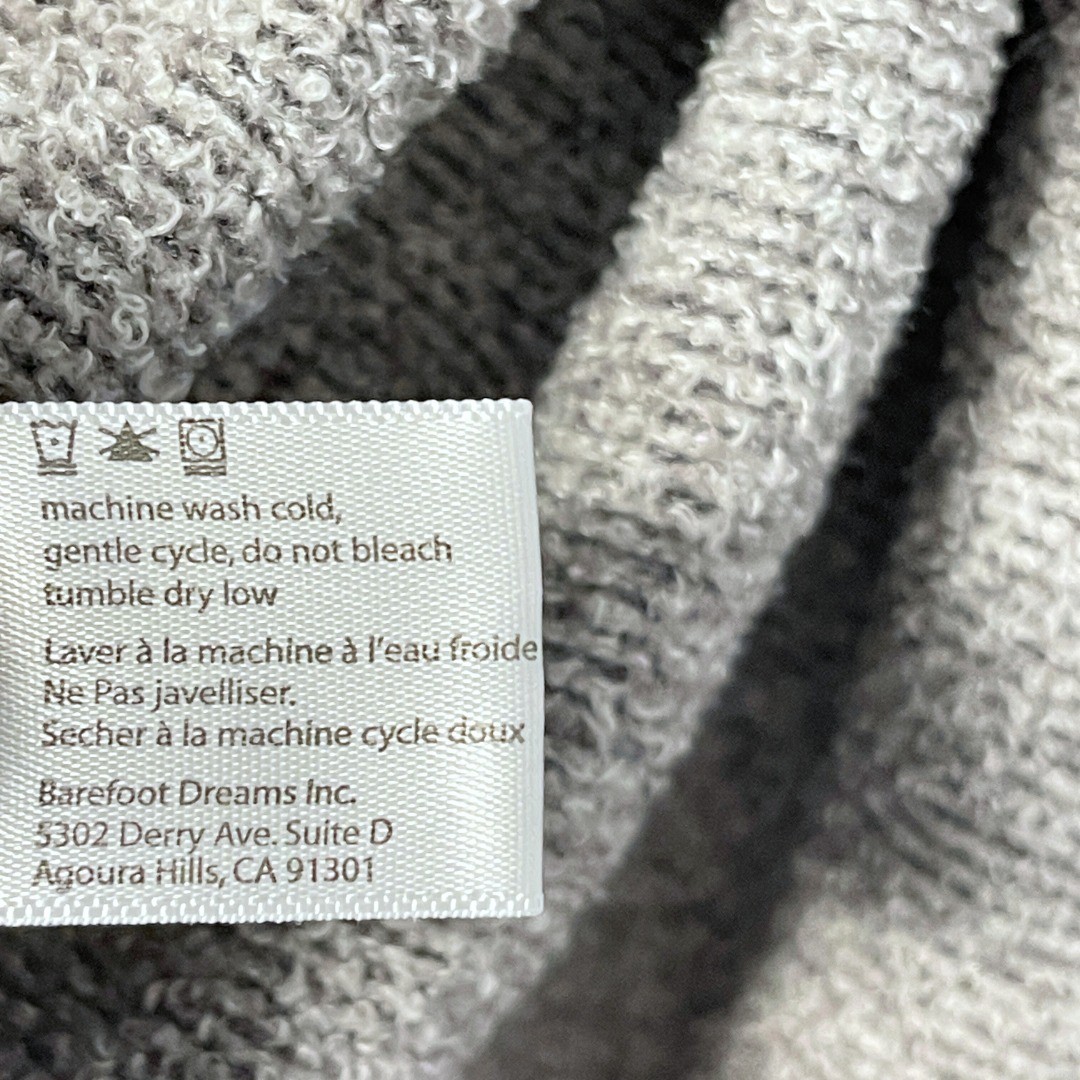 machine wash cold,
gentle cycle, do not bleach
tumble dry low
Laver à la machine à l'eau froide
Ne Pas javelliser.
Secher à la machine cycle doux
Barefoot Dreams Inc.
5302 Derry Ave. Suite D
Agoura Hills, CA 91301